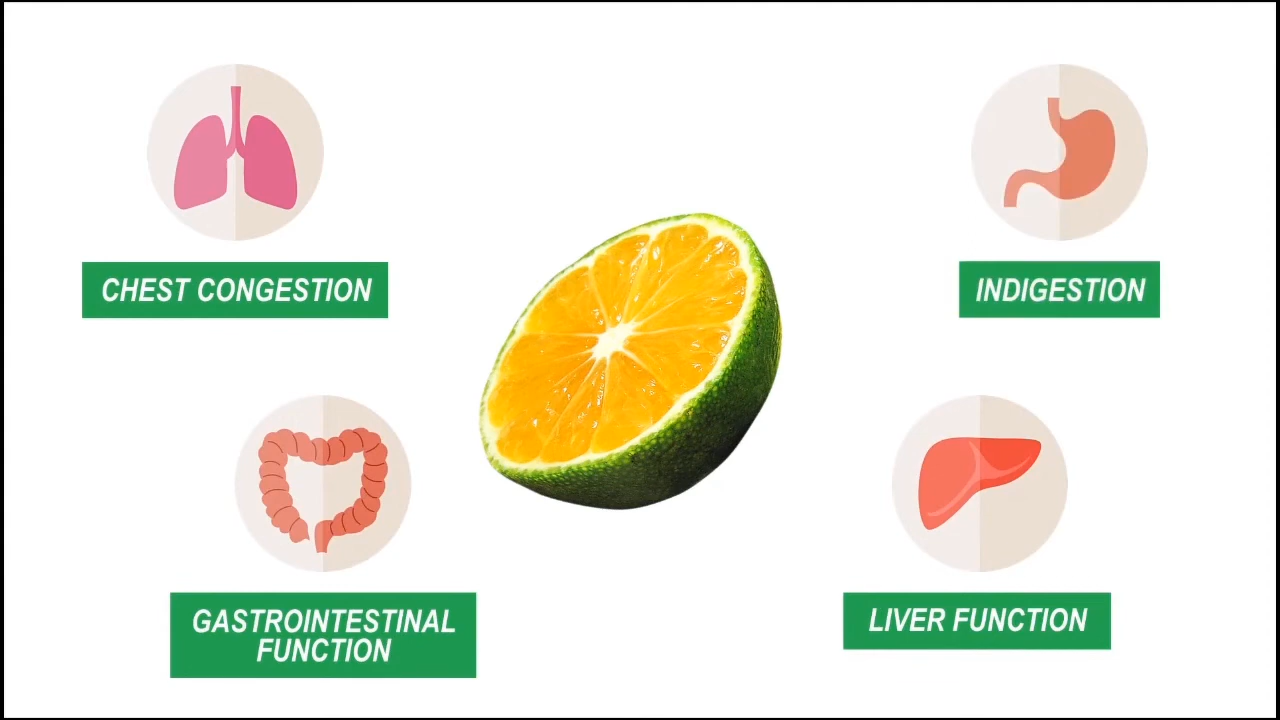 CHEST CONGESTION
INDIGESTION
GASTROINTESTINAL
FUNCTION
LIVER FUNCTION